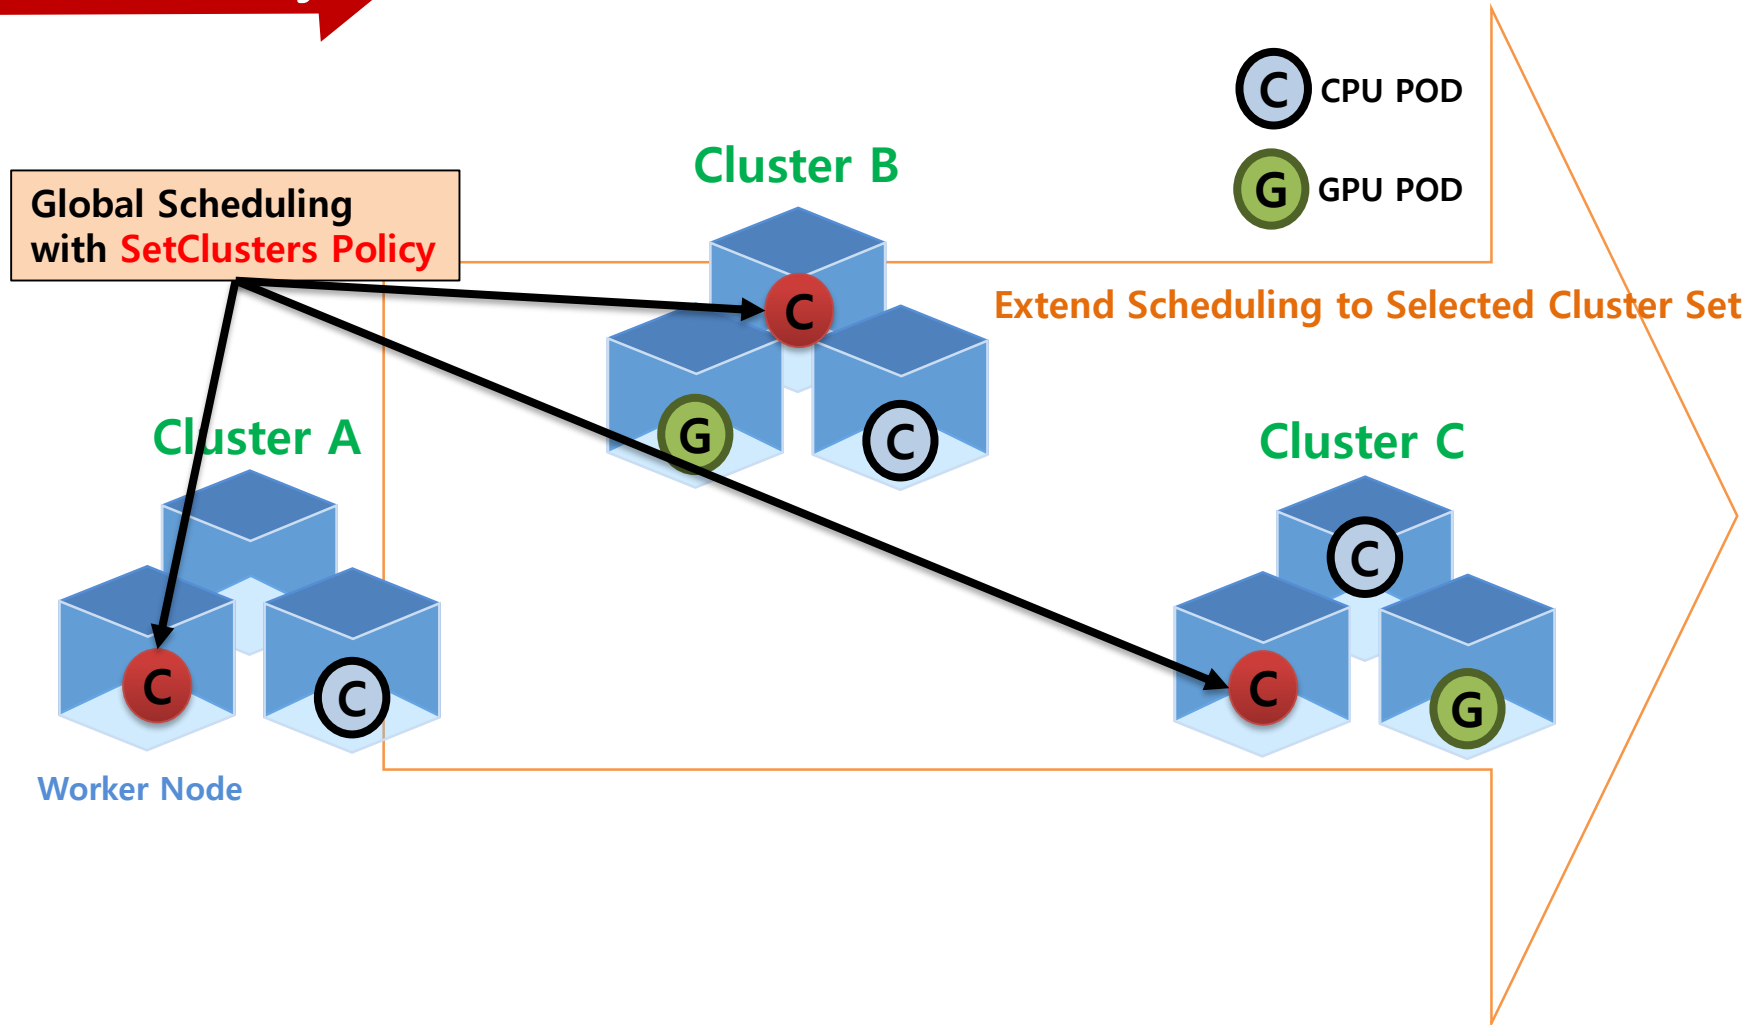 C CPU POD
G GPU POD
Cluster B
Global Scheduling
with SetClusters Policy
C
Extend Scheduling to Selected Cluster Set
G
C
Cluster A
Cluster C
C
C
C
C
G
Worker Node